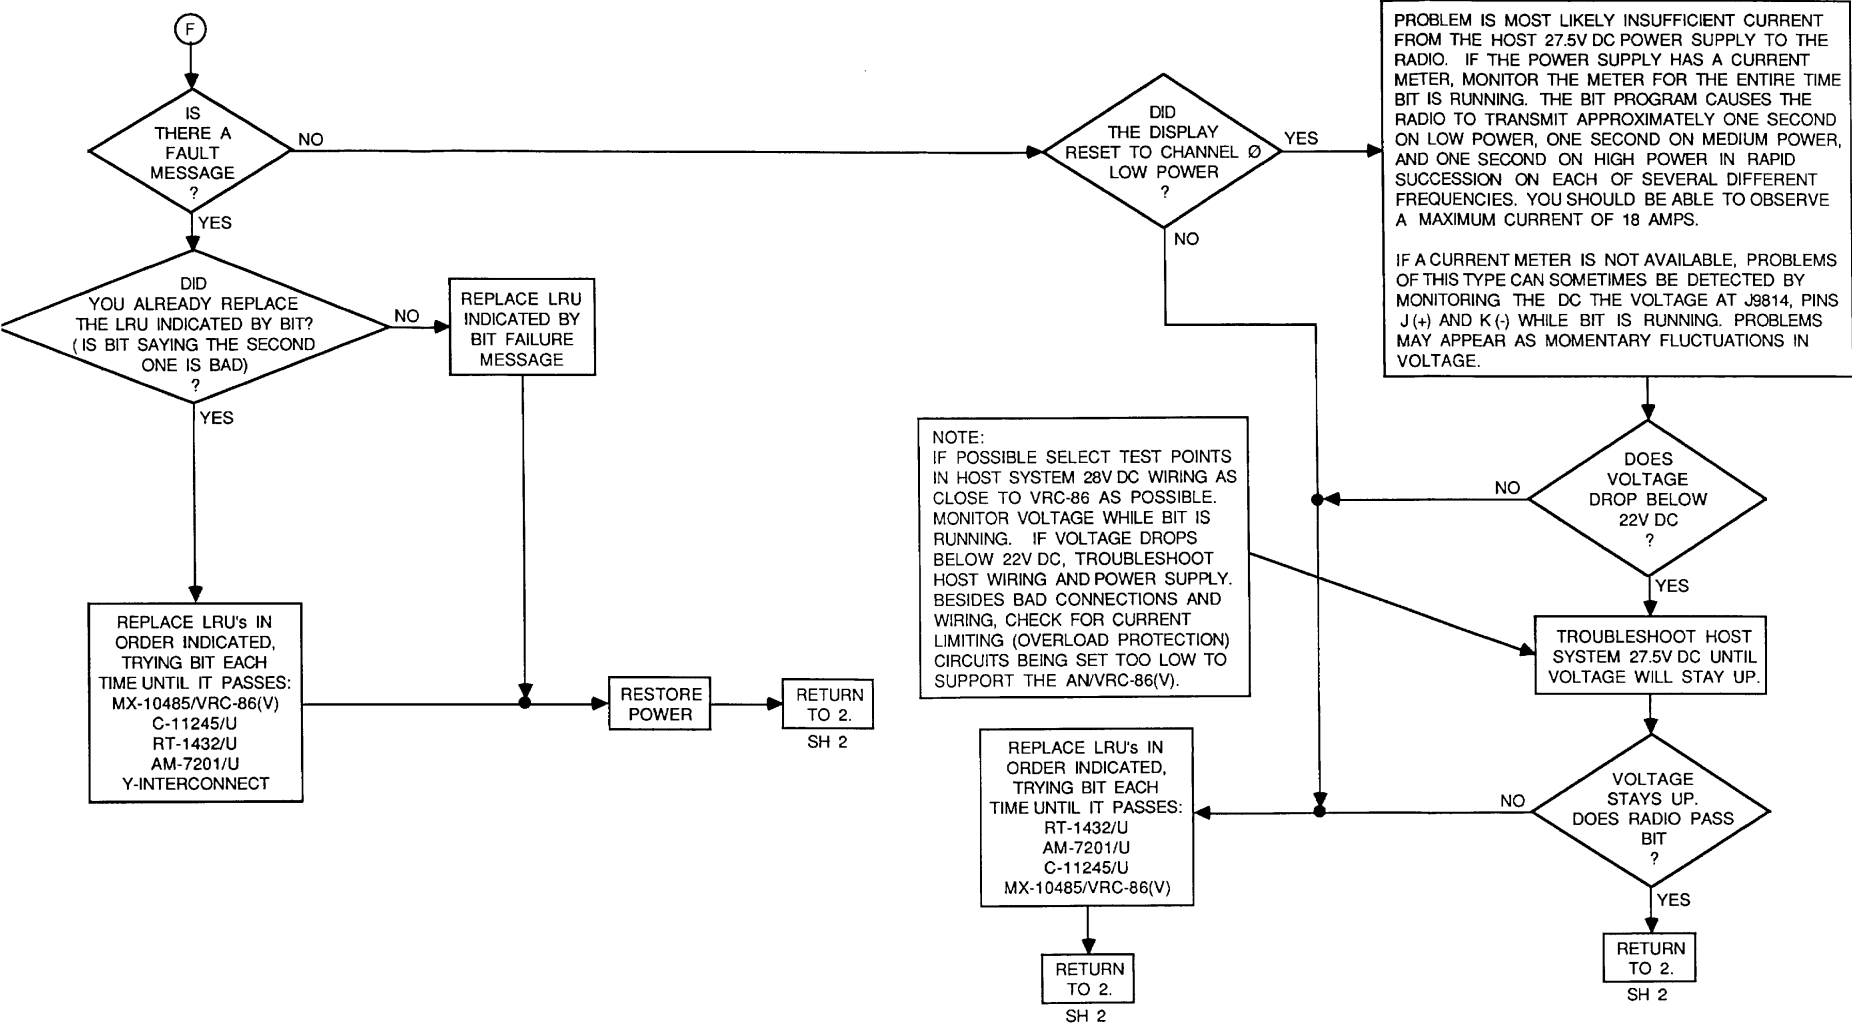 F
IS
THERE A
FAULT
MESSAGE
?
NO
YES
DID
YOU ALREADY REPLACE
THE LRU INDICATED BY BIT?
( IS BIT SAYING THE SECOND
ONE IS BAD)
?
NO
YES
REPLACE LRU
INDICATED BY
BIT FAILURE
MESSAGE
REPLACE LRU's IN
ORDER INDICATED,
TRYING BIT EACH
TIME UNTIL IT PASSES:
MX-10485/VRC-86(V)
C-11245/U
RT-1432/U
AM-7201/U
Y-INTERCONNECT
RESTORE
POWER
RETURN
TO 2.
SH 2
DID
THE DISPLAY
RESET TO CHANNEL Ø
LOW POWER
?
YES
NO
PROBLEM IS MOST LIKELY INSUFFICIENT CURRENT
FROM THE HOST 27.5V DC POWER SUPPLY TO THE
RADIO. IF THE POWER SUPPLY HAS A CURRENT
METER, MONITOR THE METER FOR THE ENTIRE TIME
BIT IS RUNNING. THE BIT PROGRAM CAUSES THE
RADIO TO TRANSMIT APPROXIMATELY ONE SECOND
ON LOW POWER, ONE SECOND ON MEDIUM POWER,
AND ONE SECOND ON HIGH POWER IN RAPID
SUCCESSION ON EACH OF SEVERAL DIFFERENT
FREQUENCIES. YOU SHOULD BE ABLE TO OBSERVE
A MAXIMUM CURRENT OF 18 AMPS.
IF A CURRENT METER IS NOT AVAILABLE, PROBLEMS
OF THIS TYPE CAN SOMETIMES BE DETECTED BY
MONITORING THE DC THE VOLTAGE AT J9814, PINS
J (+) AND K (-) WHILE BIT IS RUNNING. PROBLEMS
MAY APPEAR AS MOMENTARY FLUCTUATIONS IN
VOLTAGE.
NOTE:
IF POSSIBLE SELECT TEST POINTS
IN HOST SYSTEM 28V DC WIRING AS
CLOSE TO VRC-86 AS POSSIBLE.
MONITOR VOLTAGE WHILE BIT IS
RUNNING. IF VOLTAGE DROPS
BELOW 22V DC, TROUBLESHOOT
HOST WIRING AND POWER SUPPLY.
BESIDES BAD CONNECTIONS AND
WIRING, CHECK FOR CURRENT
LIMITING (OVERLOAD PROTECTION)
CIRCUITS BEING SET TOO LOW TO
SUPPORT THE AN/VRC-86(V).
DOES
VOLTAGE
DROP BELOW
22V DC
?
NO
YES
TROUBLESHOOT HOST
SYSTEM 27.5V DC UNTIL
VOLTAGE WILL STAY UP.
VOLTAGE
STAYS UP.
DOES RADIO PASS
BIT
?
NO
YES
REPLACE LRU's IN
ORDER INDICATED,
TRYING BIT EACH
TIME UNTIL IT PASSES:
RT-1432/U
AM-7201/U
C-11245/U
MX-10485/VRC-86(V)
RETURN
TO 2.
SH 2
RETURN
TO 2.
SH 2